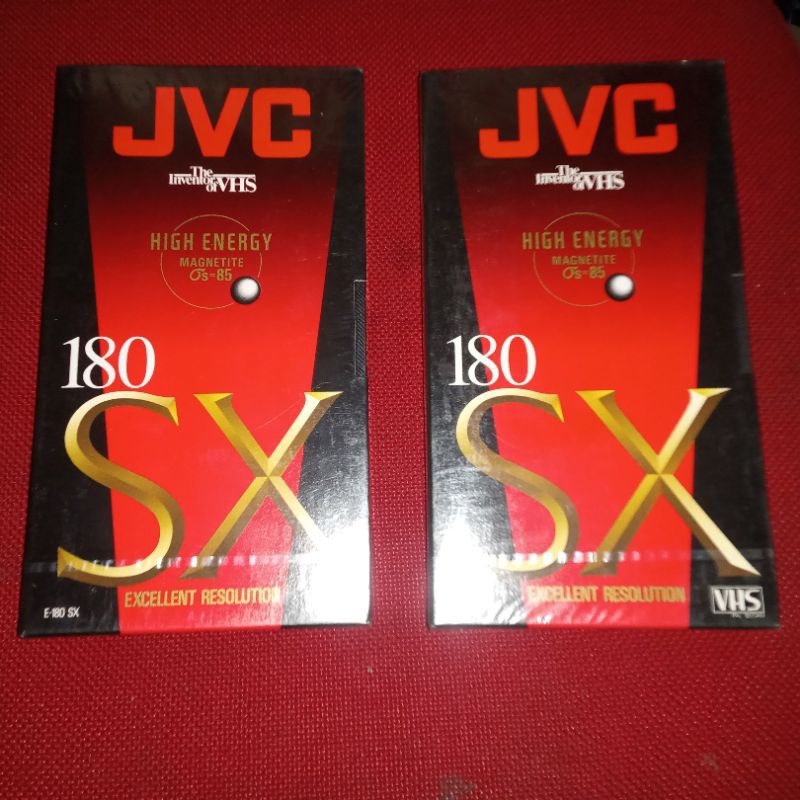 JVC
The
Inventor
of VHS
HIGH ENERGY
MAGNETITE
σs=85
180
SX
EXCELLENT RESOLUTION
E-180 SX
JVC
The
Inventor
of VHS
HIGH ENERGY
MAGNETITE
σs=85
180
SX
EXCELLENT RESOLUTION
VHS